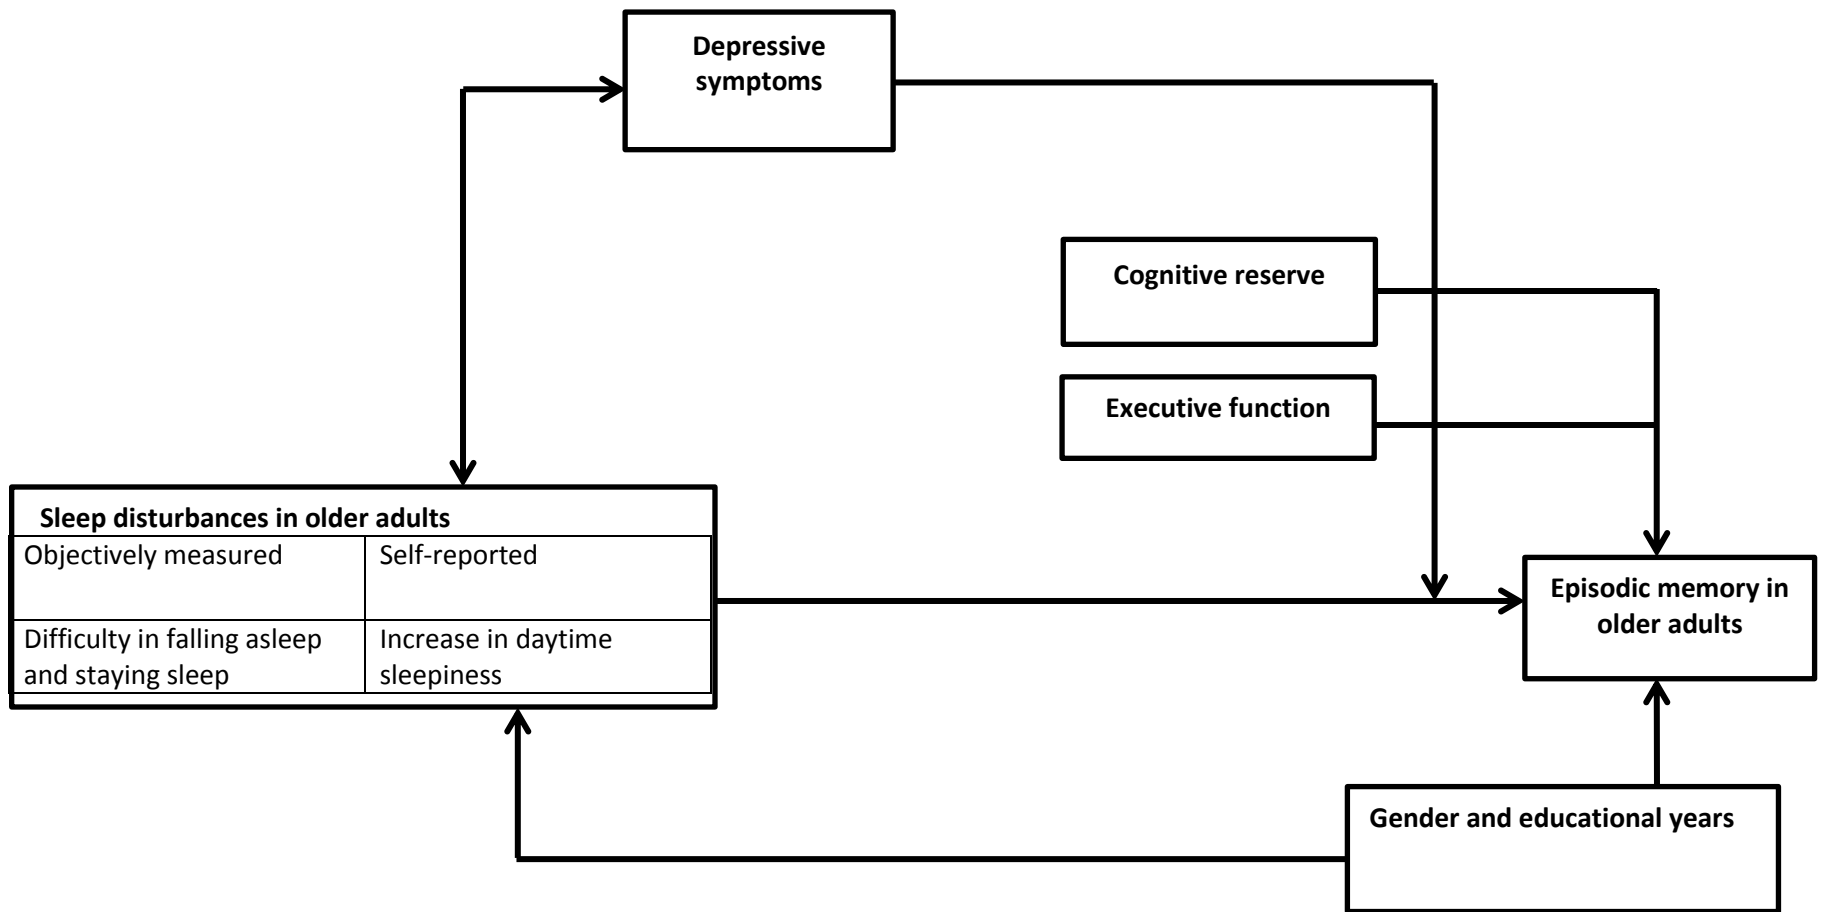 Depressive
symptoms
Cognitive reserve
Executive function
Sleep disturbances in older adults
Objectively measured
Self-reported
Difficulty in falling asleep
and staying sleep
Increase in daytime
sleepiness
Episodic memory in
older adults
Gender and educational years